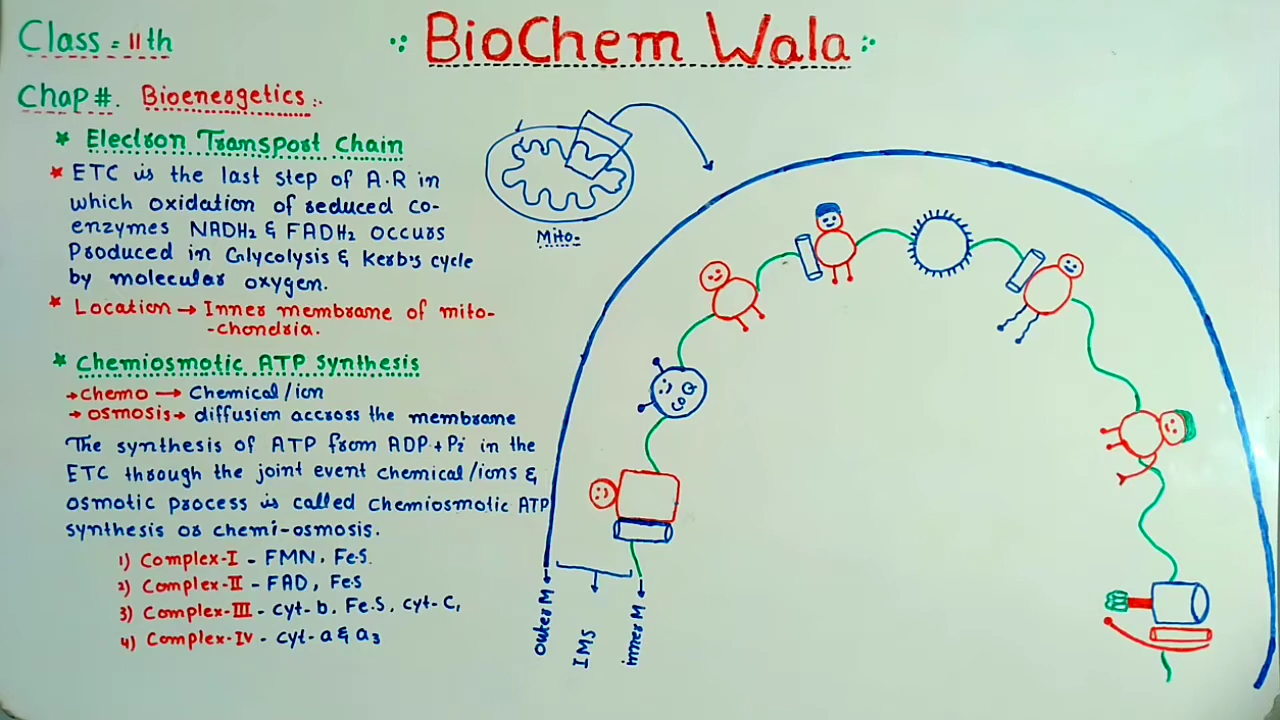 Class = 11th
BioChem Wala
Chap #. Bioenergetics:.
Electron Transport Chain
ETC is the last step of A.R in
which oxidation of reduced co-
enzymes NADH2 & FADH2 occurs
Produced in Glycolysis & Kerb's cycle
by molecular oxygen.
Location → Inner membrane of mito-
-chondria.
Chemiosmotic ATP Synthesis
→ chemo → Chemical/ion
→ osmosis → diffusion accross the membrane
The synthesis of ATP from ADP+Pi in the
ETC through the joint event chemical/ions &
osmotic process is called chemiosmotic ATP
synthesis or chemi-osmosis.
1) Complex-I - FMN, Fe.S.
2) Complex-II - FAD, FeS
3) Complex-III - cyt-b, Fe.S, cyt-C1
4) Complex-IV - cyt-a & a3
Mito-
CoQ
outer M
IMS
inner M